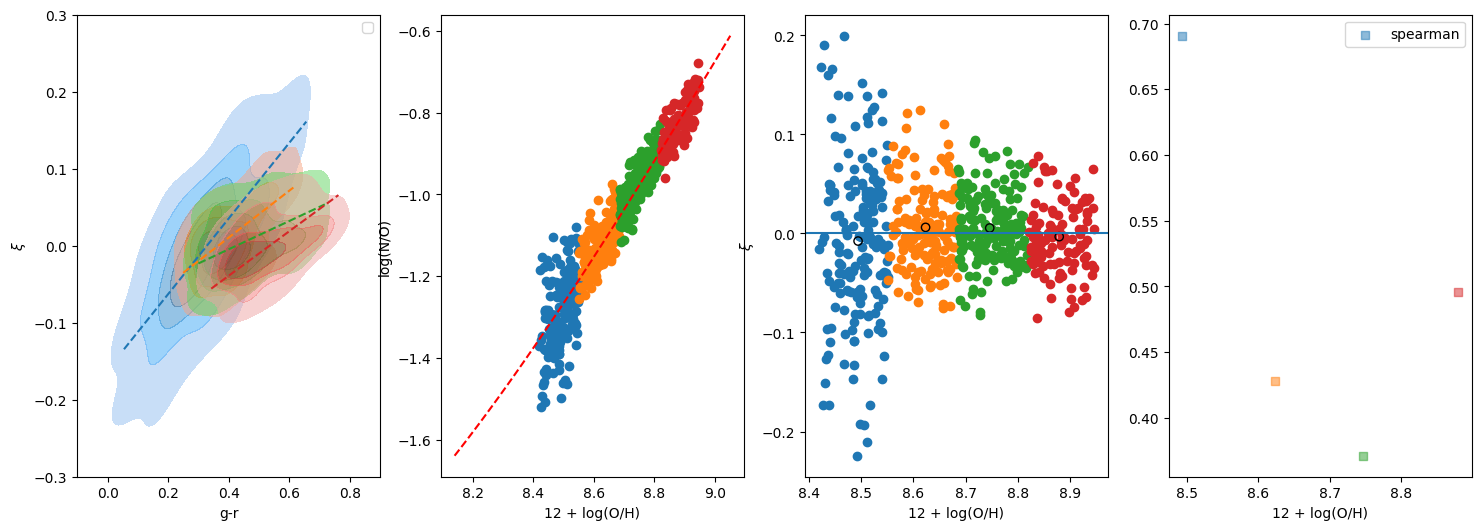 0.3
0.2
0.1
0.0
−0.1
−0.2
−0.3
ξ
0.0 0.2 0.4 0.6 0.8
g-r
−0.6
−0.8
−1.0
−1.2
−1.4
−1.6
log(N/O)
8.2 8.4 8.6 8.8 9.0
12 + log(O/H)
0.2
0.1
0.0
−0.1
−0.2
ξ
8.4 8.5 8.6 8.7 8.8 8.9
12 + log(O/H)
spearman
0.70
0.65
0.60
0.55
0.50
0.45
0.40
8.5 8.6 8.7 8.8
12 + log(O/H)